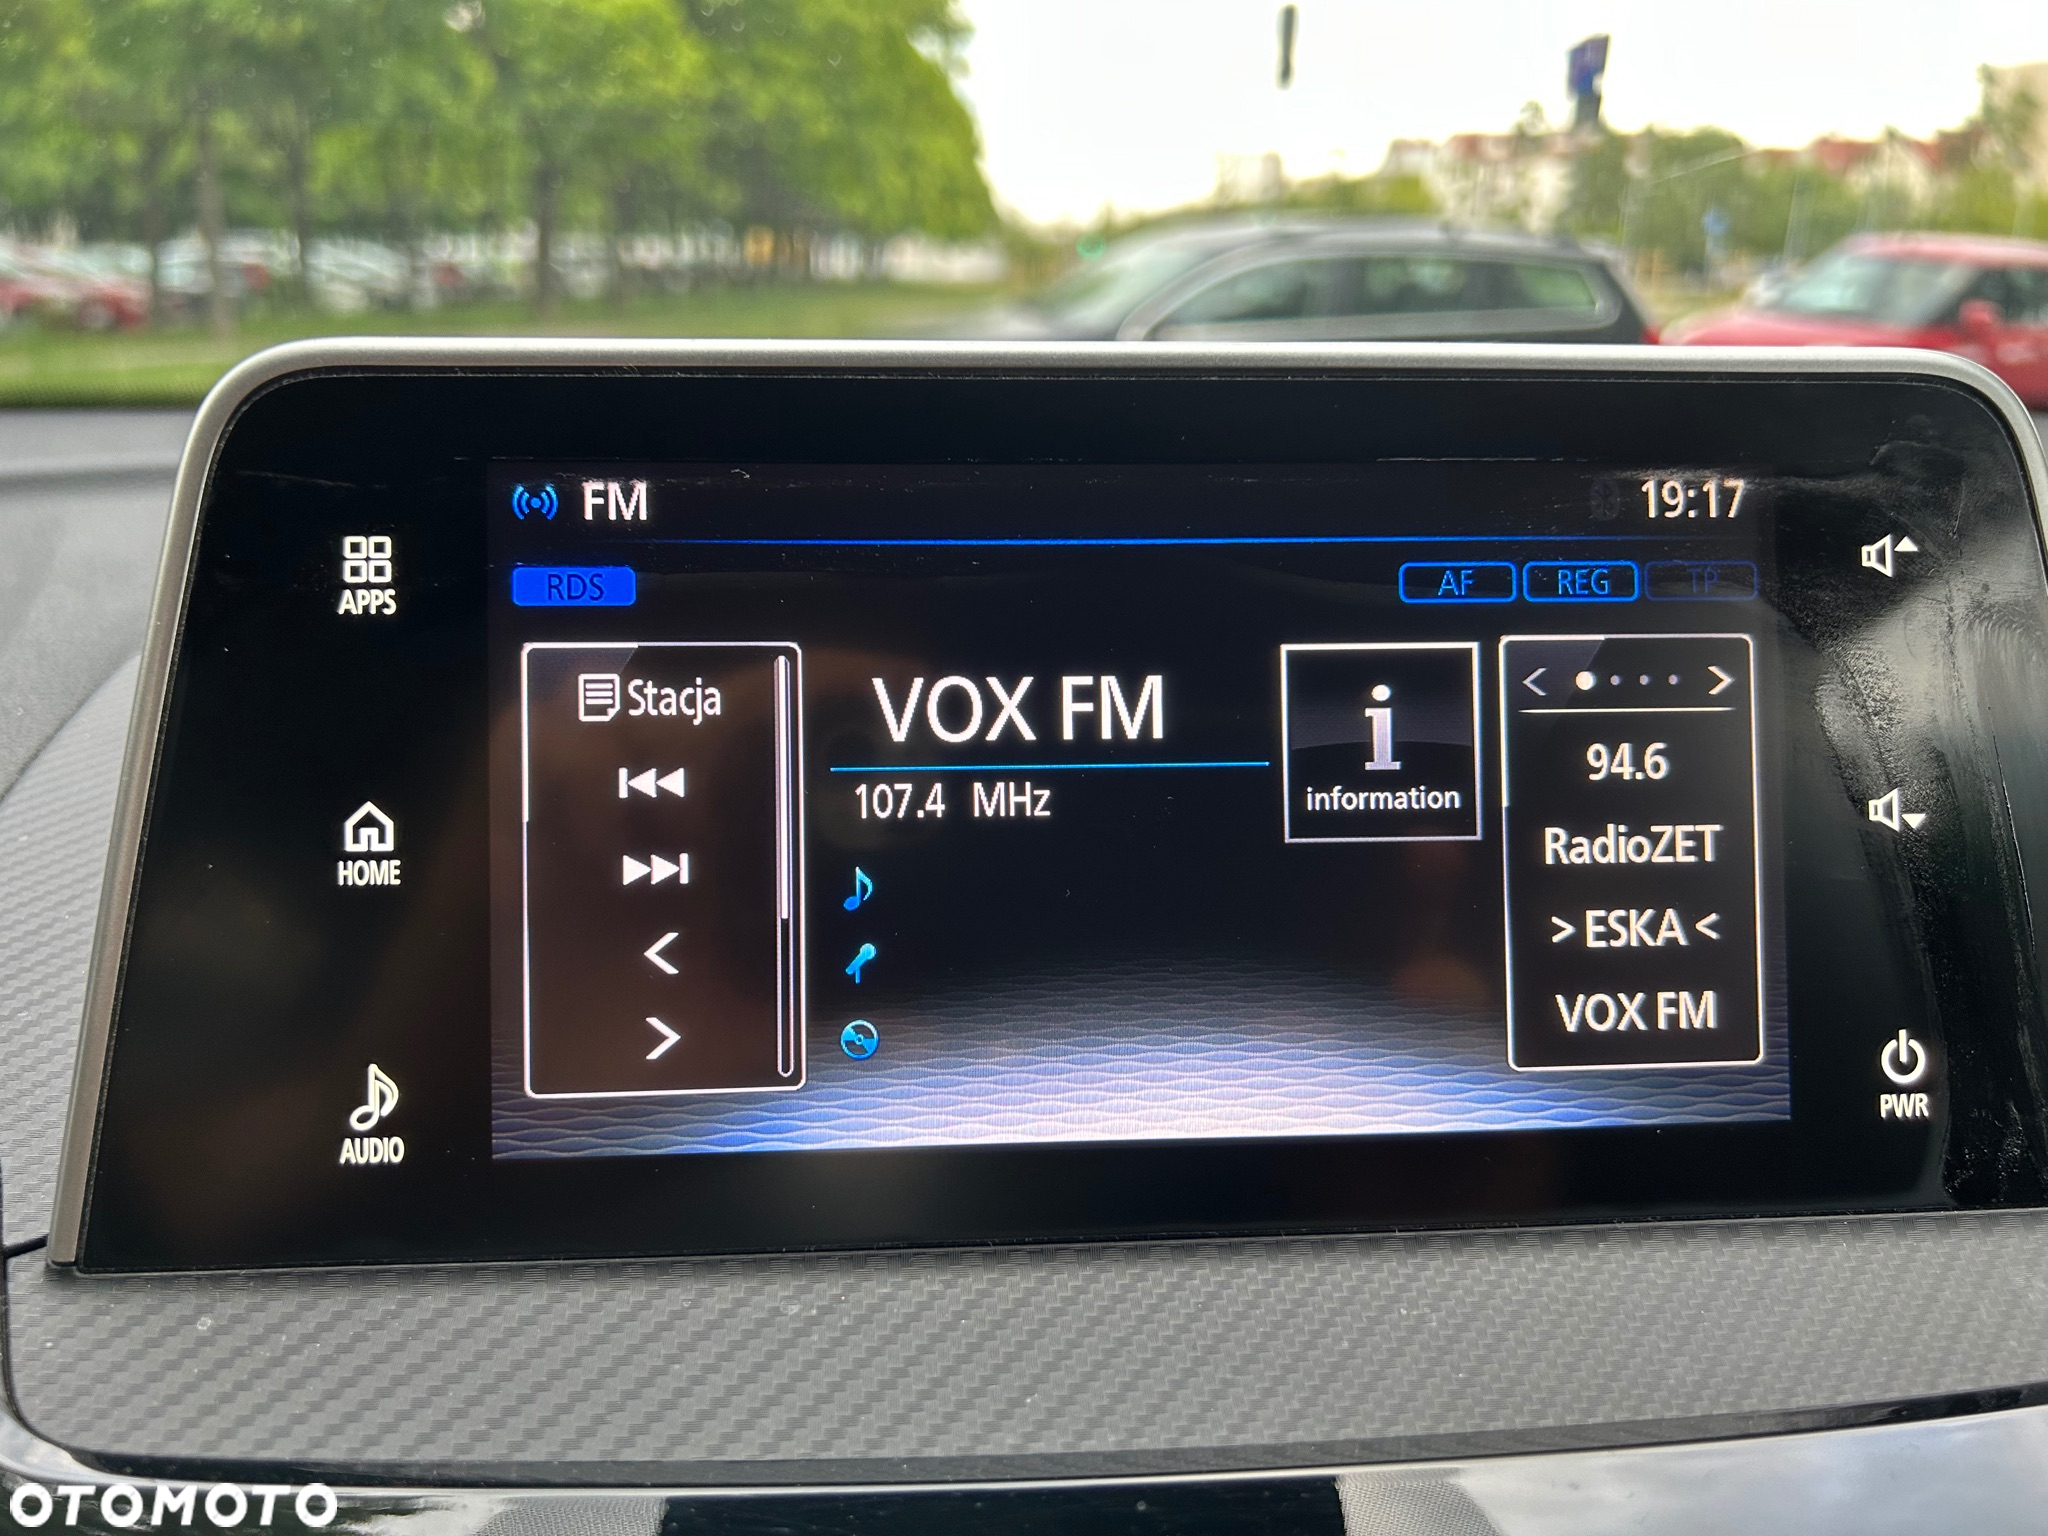 FM
19:17
RDS
AF
REG
TP
APPS
HOME
AUDIO
Stacja
VOX FM
107.4 MHz
information
94.6
RadioZET
>ESKA<
VOX FM
PWR
OTOMOTO